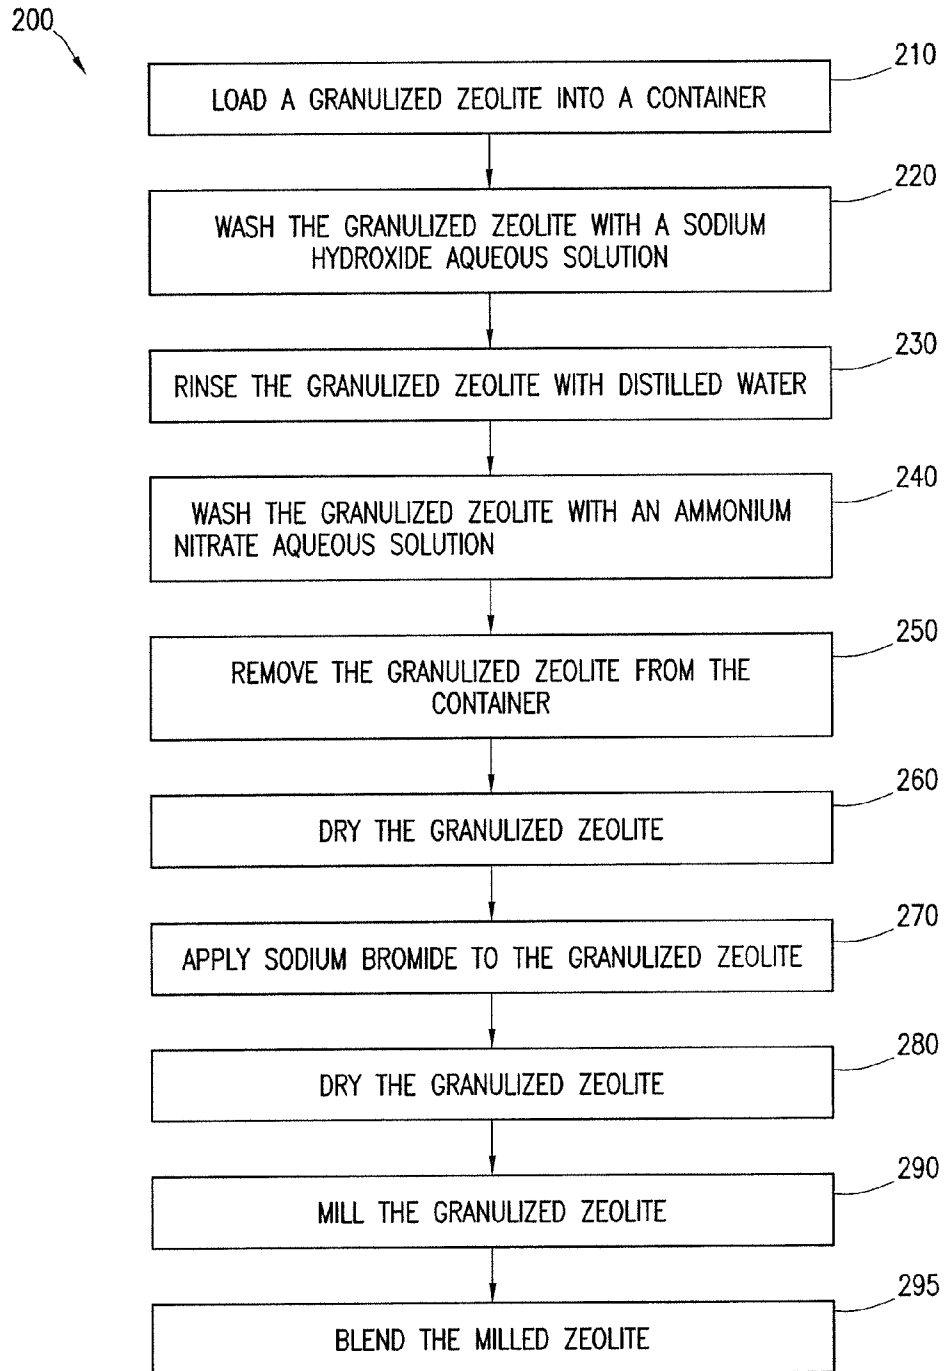 200
210
LOAD A GRANULIZED ZEOLITE INTO A CONTAINER
220
WASH THE GRANULIZED ZEOLITE WITH A SODIUM
HYDROXIDE AQUEOUS SOLUTION
230
RINSE THE GRANULIZED ZEOLITE WITH DISTILLED WATER
240
WASH THE GRANULIZED ZEOLITE WITH AN AMMONIUM
NITRATE AQUEOUS SOLUTION
250
REMOVE THE GRANULIZED ZEOLITE FROM THE
CONTAINER
260
DRY THE GRANULIZED ZEOLITE
270
APPLY SODIUM BROMIDE TO THE GRANULIZED ZEOLITE
280
DRY THE GRANULIZED ZEOLITE
290
MILL THE GRANULIZED ZEOLITE
295
BLEND THE MILLED ZEOLITE